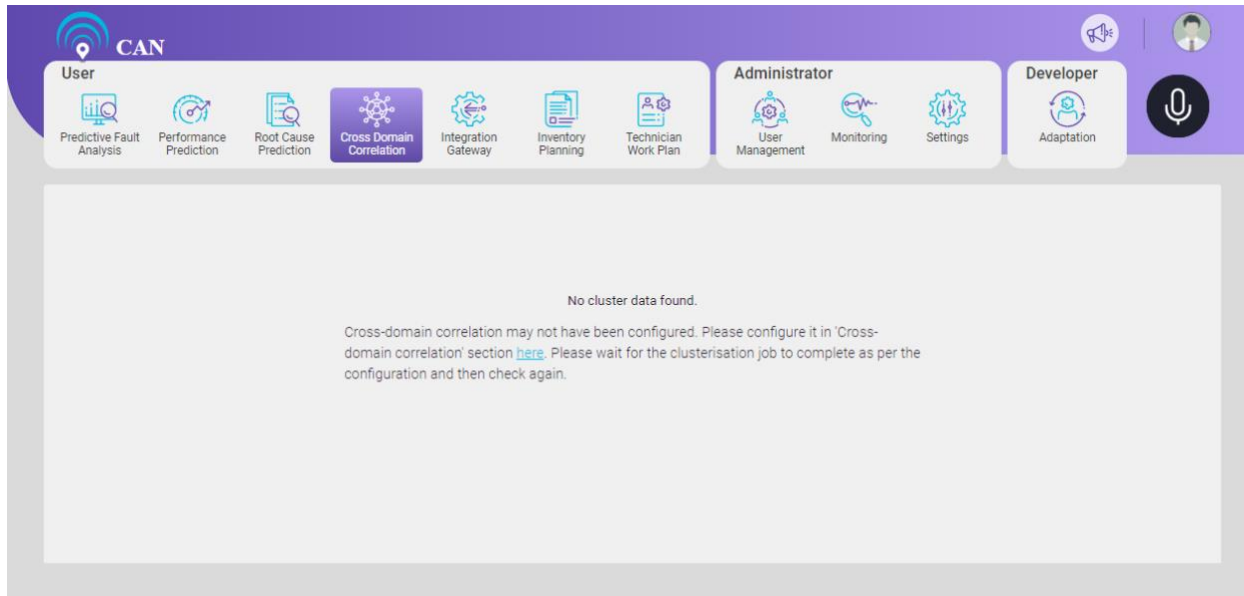 CAN
User
Predictive Fault
Analysis
Performance
Prediction
Root Cause
Prediction
Cross Domain
Correlation
Integration
Gateway
Inventory
Planning
Technician
Work Plan
Administrator
User
Management
Monitoring
Settings
Developer
Adaptation
No cluster data found.
Cross-domain correlation may not have been configured. Please configure it in 'Cross-
domain correlation' section here. Please wait for the clusterisation job to complete as per the
configuration and then check again.